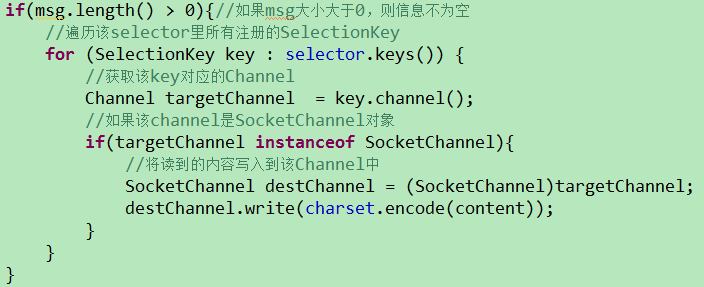 if(msg.length() > 0){//如果msg大小大于0，则信息不为空
//遍历该selector里所有注册的SelectionKey
for (SelectionKey key : selector.keys()) {
//获取该key对应的Channel
Channel targetChannel  = key.channel();
//如果该channel是SocketChannel对象
if(targetChannel instanceof SocketChannel){
//将读到的内容写入到该Channel中
SocketChannel destChannel = (SocketChannel)targetChannel;
destChannel.write(charset.encode(content));
}
}
}